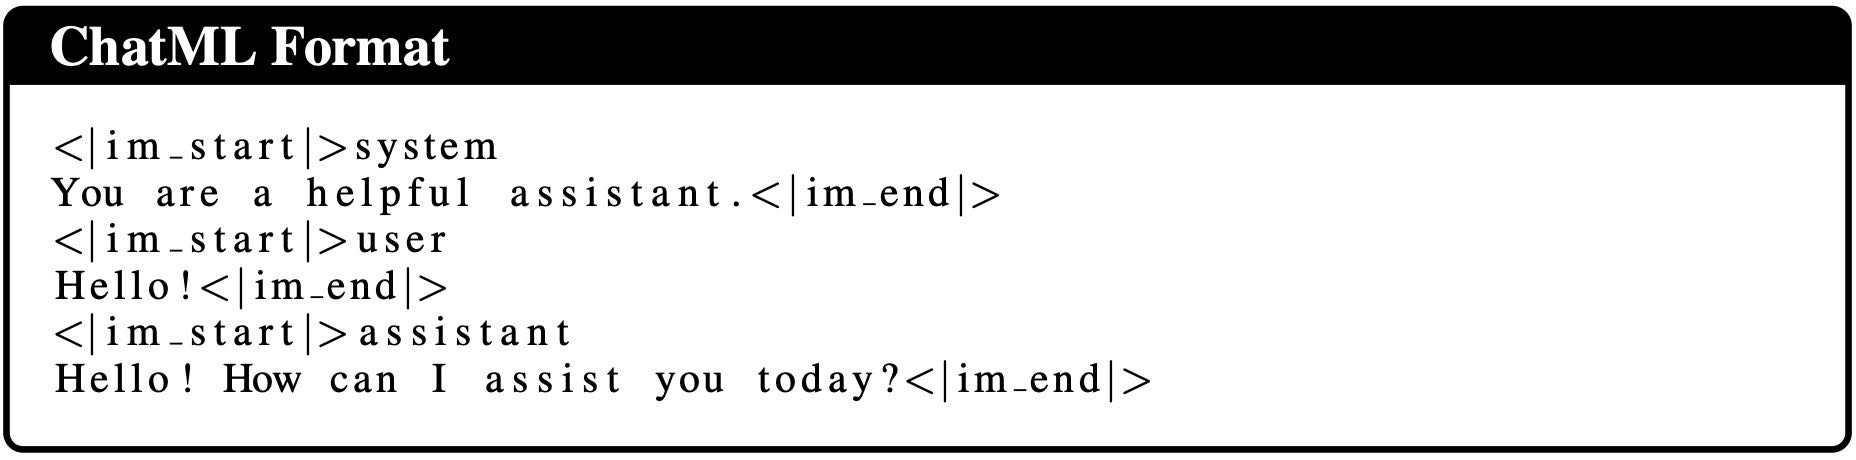 ChatML Format
<|im_start|>system
You are a helpful assistant.<|im_end|>
<|im_start|>user
Hello!<|im_end|>
<|im_start|>assistant
Hello! How can I assist you today?<|im_end|>